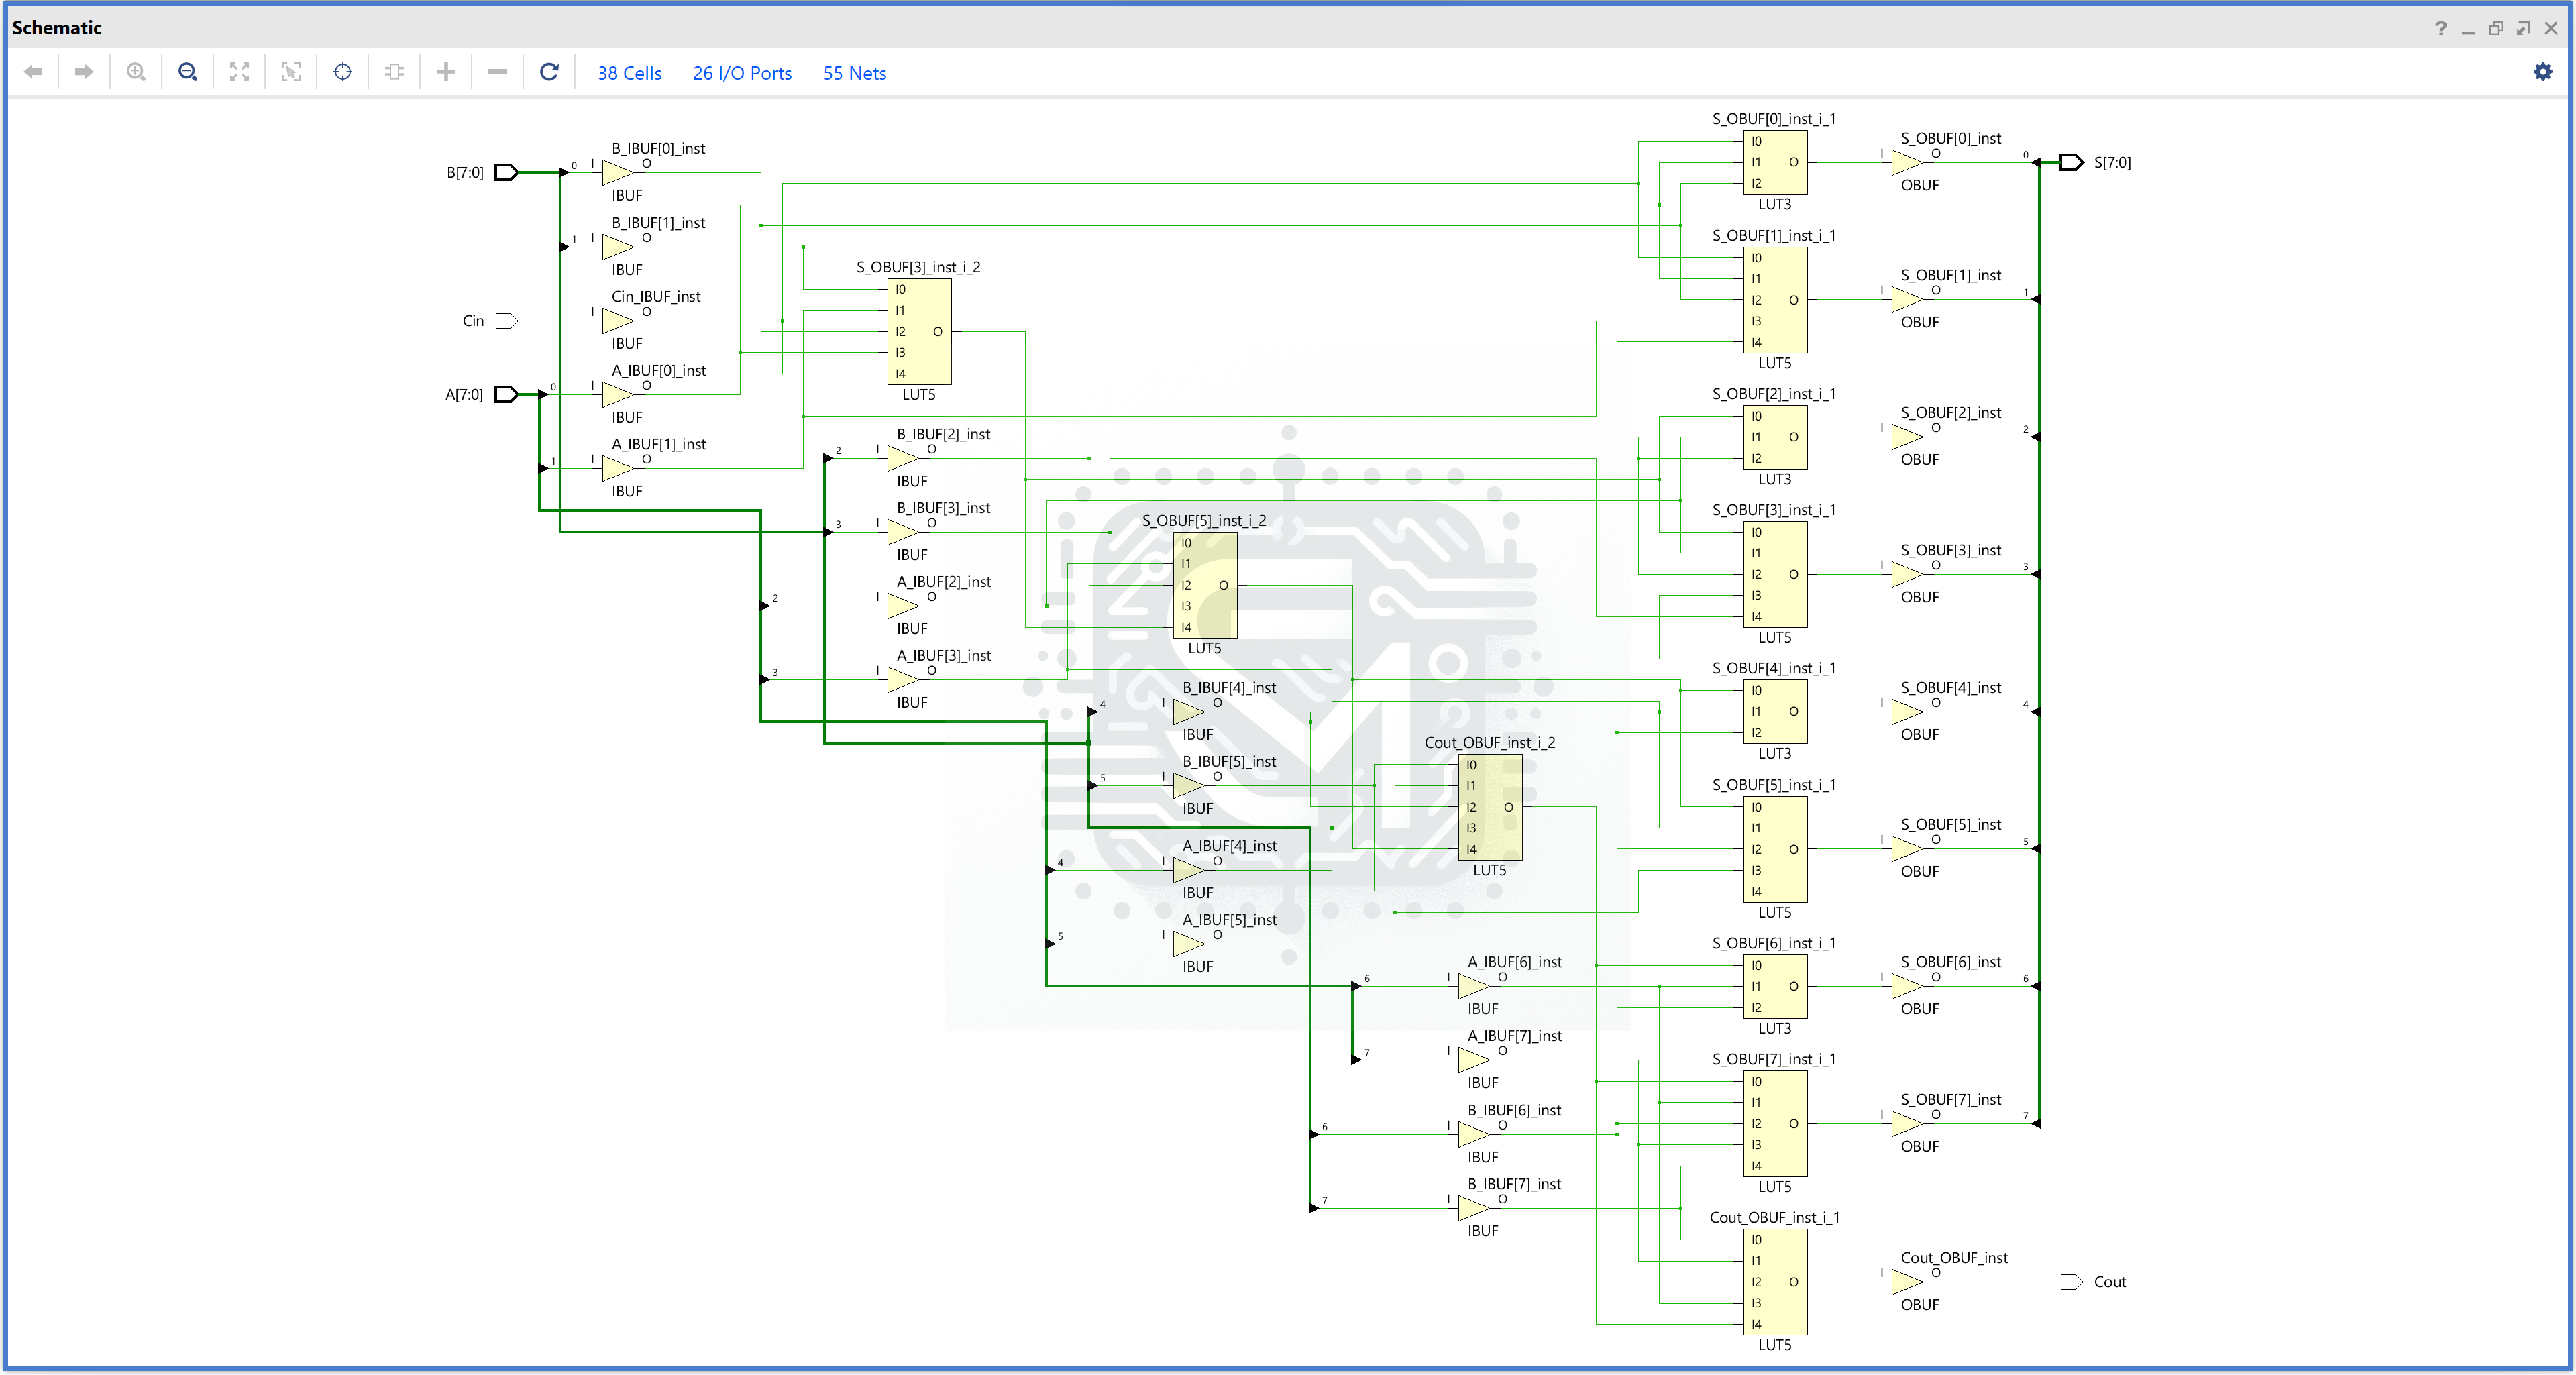 Schematic
38 Cells 26 I/O Ports 55 Nets
B[7:0]
Cin
A[7:0]
B_IBUF[0]_inst
0 I O
IBUF
B_IBUF[1]_inst
1 I O
IBUF
Cin_IBUF_inst
I O
IBUF
A_IBUF[0]_inst
0 I O
IBUF
A_IBUF[1]_inst
1 I O
IBUF
S_OBUF[3]_inst_i_2
I0
I1
I2 O
I3
I4
LUT5
B_IBUF[2]_inst
2 I O
IBUF
B_IBUF[3]_inst
3 I O
IBUF
A_IBUF[2]_inst
2 I O
IBUF
A_IBUF[3]_inst
3 I O
IBUF
S_OBUF[5]_inst_i_2
I0
I1
I2 O
I3
I4
LUT5
B_IBUF[4]_inst
4 I O
IBUF
B_IBUF[5]_inst
5 I O
IBUF
A_IBUF[4]_inst
4 I O
IBUF
A_IBUF[5]_inst
5 I O
IBUF
Cout_OBUF_inst_i_2
I0
I1
I2 O
I3
I4
LUT5
A_IBUF[6]_inst
6 I O
IBUF
A_IBUF[7]_inst
7 I O
IBUF
B_IBUF[6]_inst
6 I O
IBUF
B_IBUF[7]_inst
7 I O
IBUF
S_OBUF[0]_inst_i_1
I0
I1 O
I2
LUT3
S_OBUF[1]_inst_i_1
I0
I1
I2 O
I3
I4
LUT5
S_OBUF[2]_inst_i_1
I0
I1 O
I2
LUT3
S_OBUF[3]_inst_i_1
I0
I1
I2 O
I3
I4
LUT5
S_OBUF[4]_inst_i_1
I0
I1 O
I2
LUT3
S_OBUF[5]_inst_i_1
I0
I1
I2 O
I3
I4
LUT5
S_OBUF[6]_inst_i_1
I0
I1 O
I2
LUT3
S_OBUF[7]_inst_i_1
I0
I1
I2 O
I3
I4
LUT5
Cout_OBUF_inst_i_1
I0
I1
I2 O
I3
I4
LUT5
S_OBUF[0]_inst
I O 0
OBUF
S_OBUF[1]_inst
I O 1
OBUF
S_OBUF[2]_inst
I O 2
OBUF
S_OBUF[3]_inst
I O 3
OBUF
S_OBUF[4]_inst
I O 4
OBUF
S_OBUF[5]_inst
I O 5
OBUF
S_OBUF[6]_inst
I O 6
OBUF
S_OBUF[7]_inst
I O 7
OBUF
Cout_OBUF_inst
I O
OBUF
S[7:0]
Cout